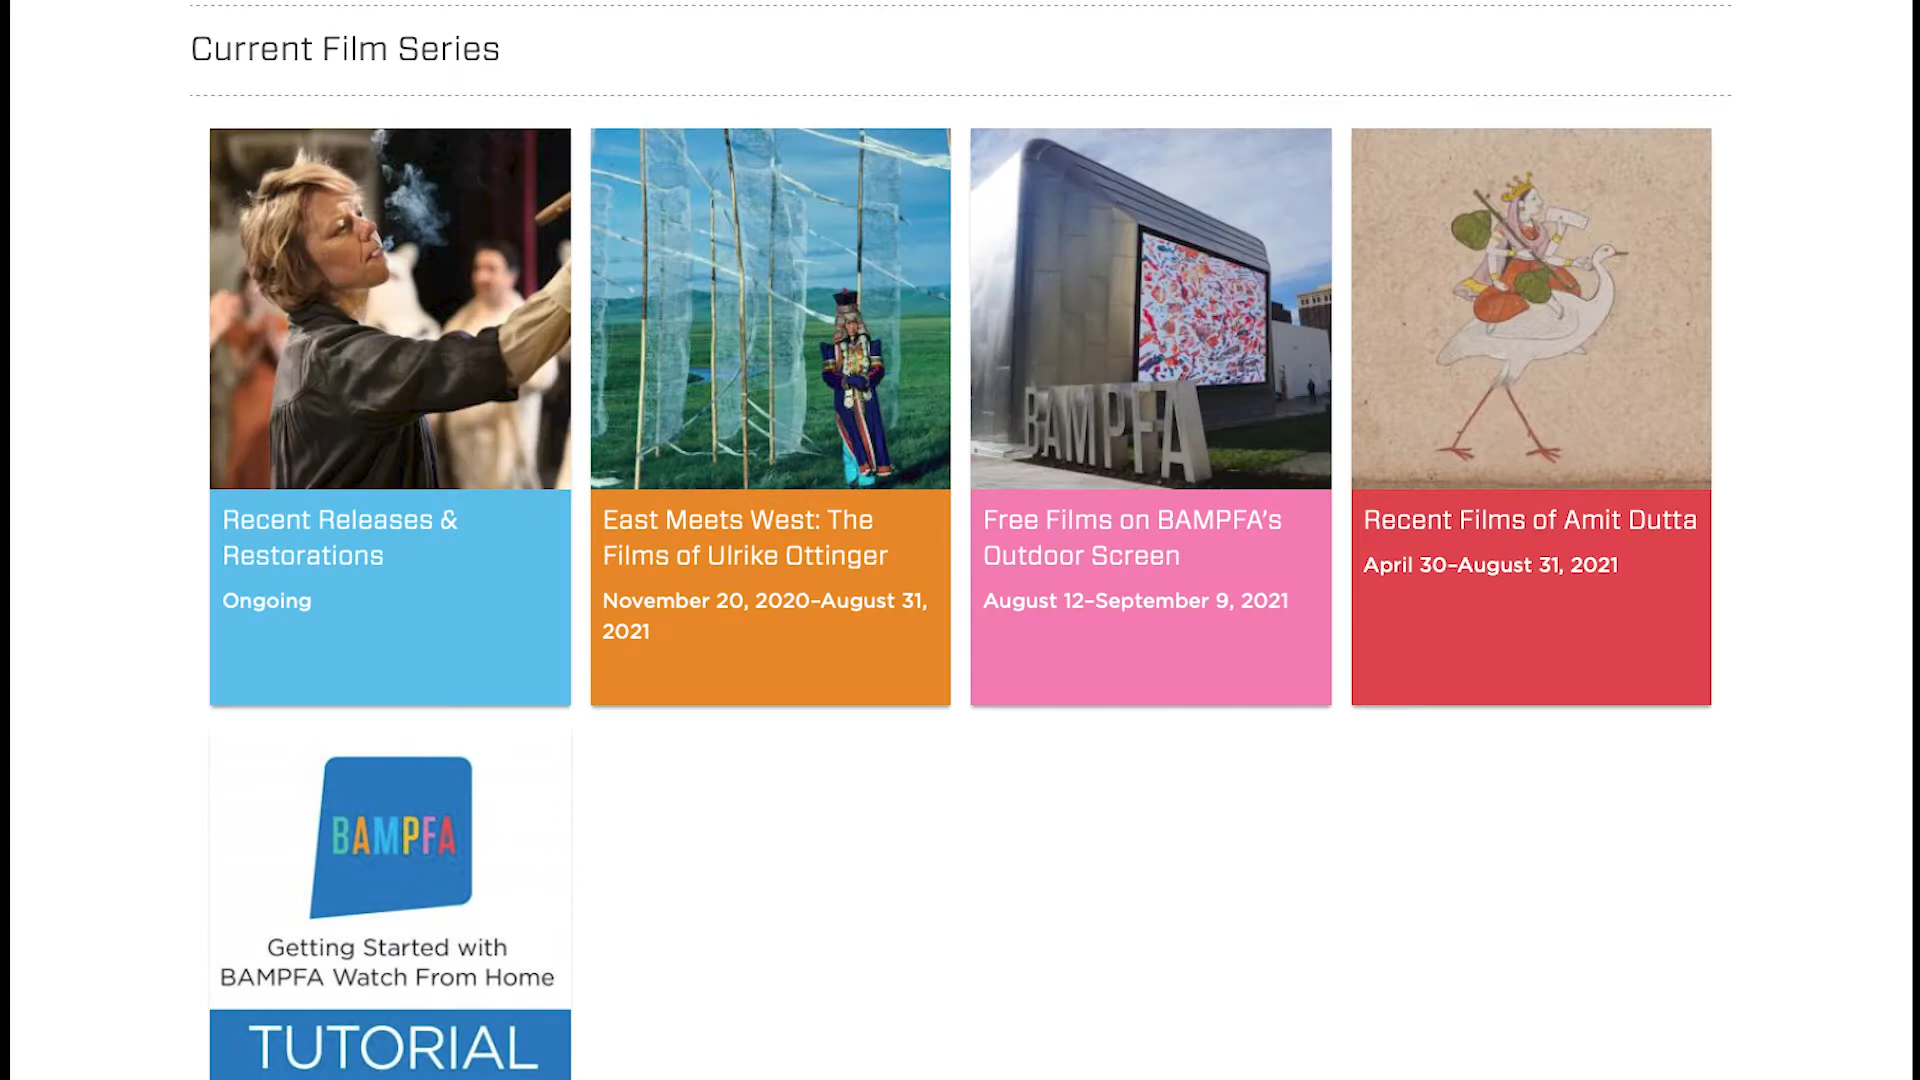 Current Film Series
BAMPFA
Recent Releases &
Restorations
Ongoing
East Meets West: The
Films of Ulrike Ottinger
November 20, 2020–August 31,
2021
Free Films on BAMPFA’s
Outdoor Screen
August 12–September 9, 2021
Recent Films of Amit Dutta
April 30–August 31, 2021
BAMPFA
Getting Started with
BAMPFA Watch From Home
TUTORIAL